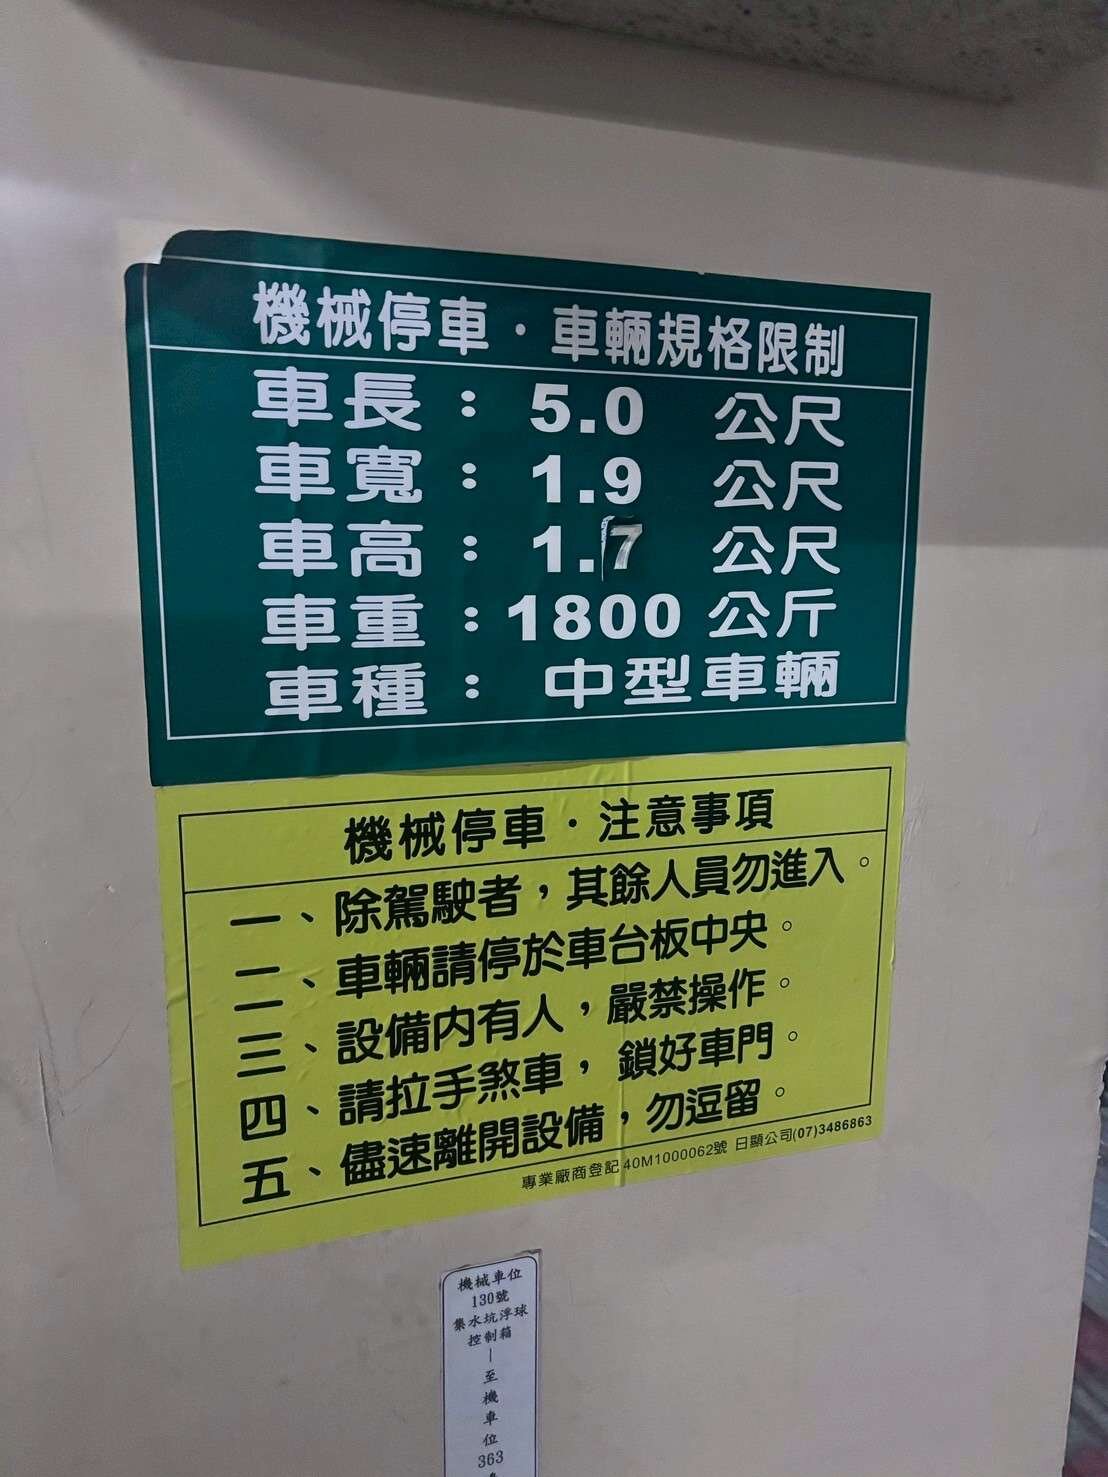 機械停車・車輛規格限制
車長：5.0 公尺
車寬：1.9 公尺
車高：1.7 公尺
車重：1800 公斤
車種：中型車輛
機械停車・注意事項
一、除駕駛者，其餘人員勿進入。
二、車輛請停於車台板中央。
三、設備內有人，嚴禁操作。
四、請拉手煞車，鎖好車門。
五、儘速離開設備，勿逗留。
專業廠商登記 40M1000062號 日顯公司(07)3486863
機械車位
130號
集水坑浮球
控制箱
｜
至
機
車
位
363